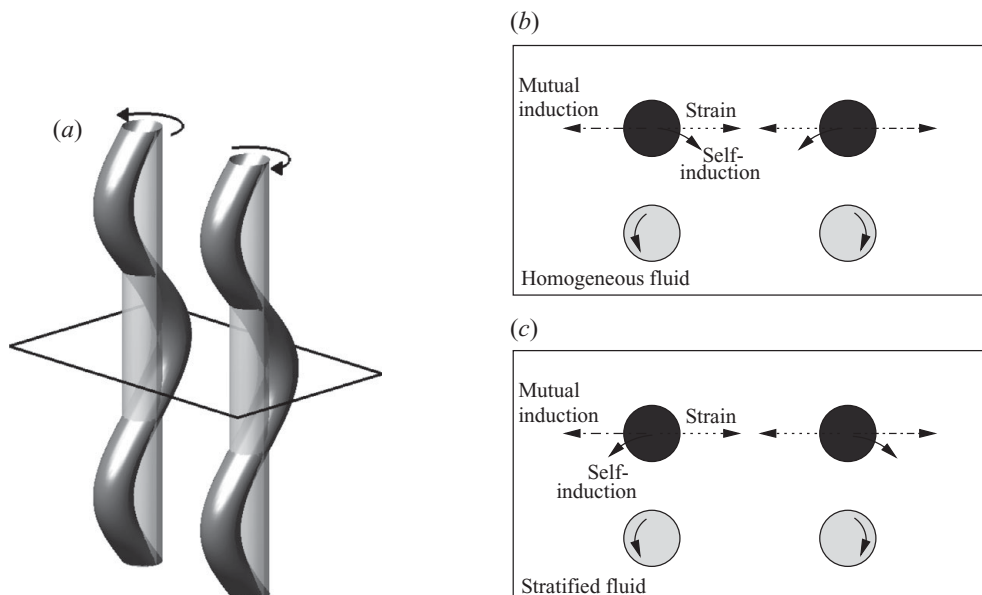 (a)
(b)
Mutual
induction
Strain
Self-
induction
Homogeneous fluid
(c)
Mutual
induction
Strain
Self-
induction
Stratified fluid